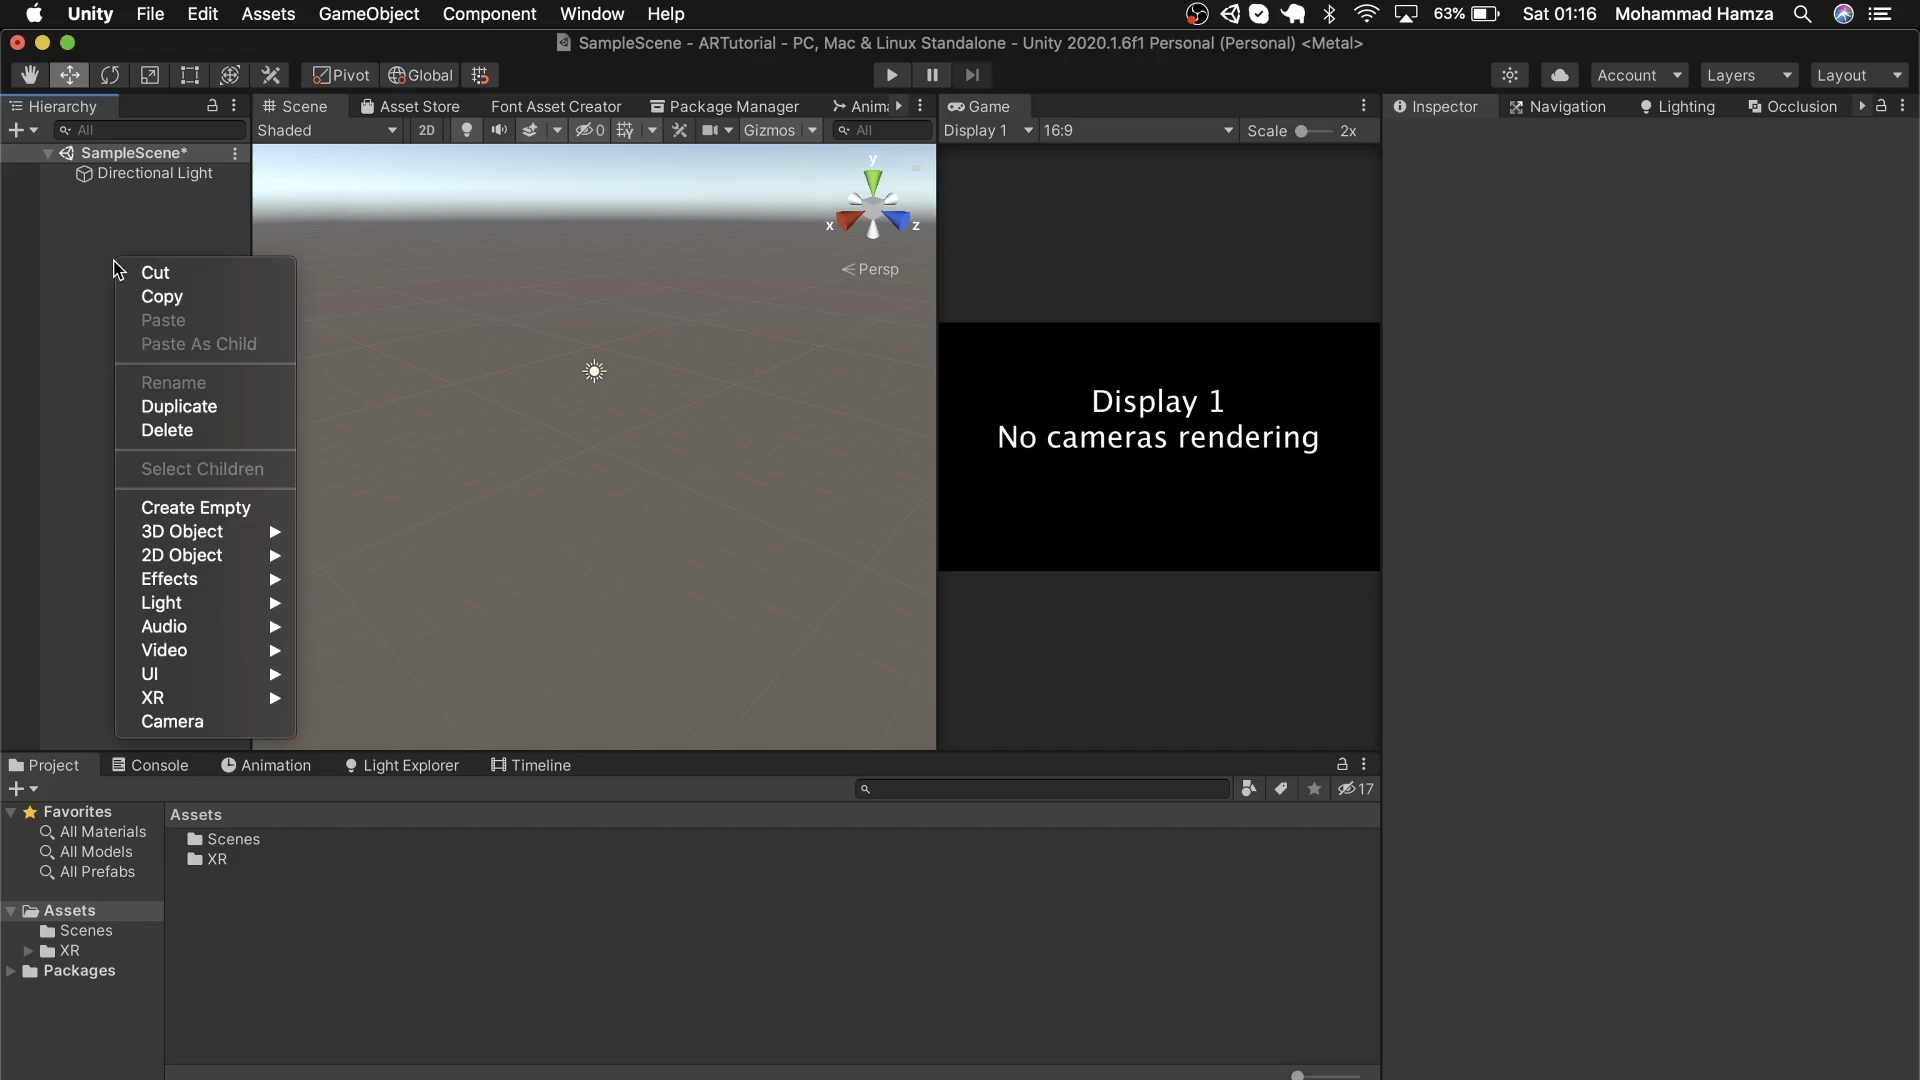 Unity File Edit Assets GameObject Component Window Help 63% Sat 01:16 Mohammad Hamza
SampleScene - ARTutorial - PC, Mac & Linux Standalone - Unity 2020.1.6f1 Personal (Personal) <Metal>
Pivot Global Account Layers Layout
Hierarchy Scene Asset Store Font Asset Creator Package Manager Anima Game Inspector Navigation Lighting Occlusion
All Shaded 2D 0 Gizmos All Display 1 16:9 Scale 2x
SampleScene*
Directional Light
y
x z
Persp
Cut
Copy
Paste
Paste As Child
Rename
Duplicate
Delete
Select Children
Create Empty
3D Object
2D Object
Effects
Light
Audio
Video
UI
XR
Camera
Display 1
No cameras rendering
Project Console Animation Light Explorer Timeline
17
Favorites
All Materials
All Models
All Prefabs
Assets
Scenes
XR
Packages
Assets
Scenes
XR